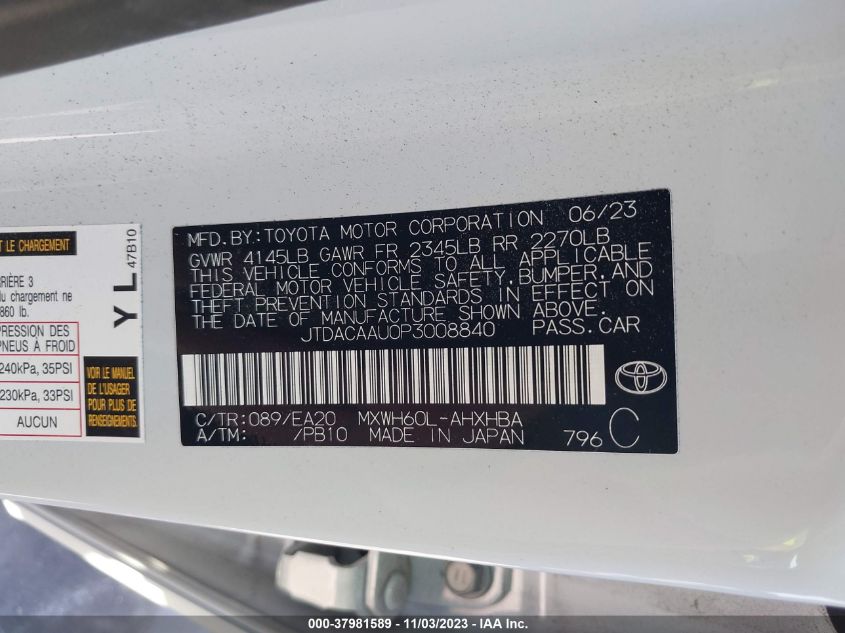 T LE CHARGEMENT
RIÈRE 3
du chargement ne
860 lb.
PRESSION DES
PNEUS À FROID
240kPa, 35PSI
230kPa, 33PSI
AUCUN
VOIR LE MANUEL
DE L'USAGER
POUR PLUS DE
RENSEIGNEMENTS
Y L
47B10
MFD. BY: TOYOTA MOTOR CORPORATION 06/23
GVWR 4145LB GAWR FR 2345LB RR 2270LB
THIS VEHICLE CONFORMS TO ALL APPLICABLE
FEDERAL MOTOR VEHICLE SAFETY, BUMPER, AND
THEFT PREVENTION STANDARDS IN EFFECT ON
THE DATE OF MANUFACTURE SHOWN ABOVE.
JTDACAAU0P3008840 PASS. CAR
C/TR: 089/EA20 MXWH60L-AHXHBA
A/TM: /PB10 MADE IN JAPAN 796 C
000-37981589 - 11/03/2023 - IAA Inc.